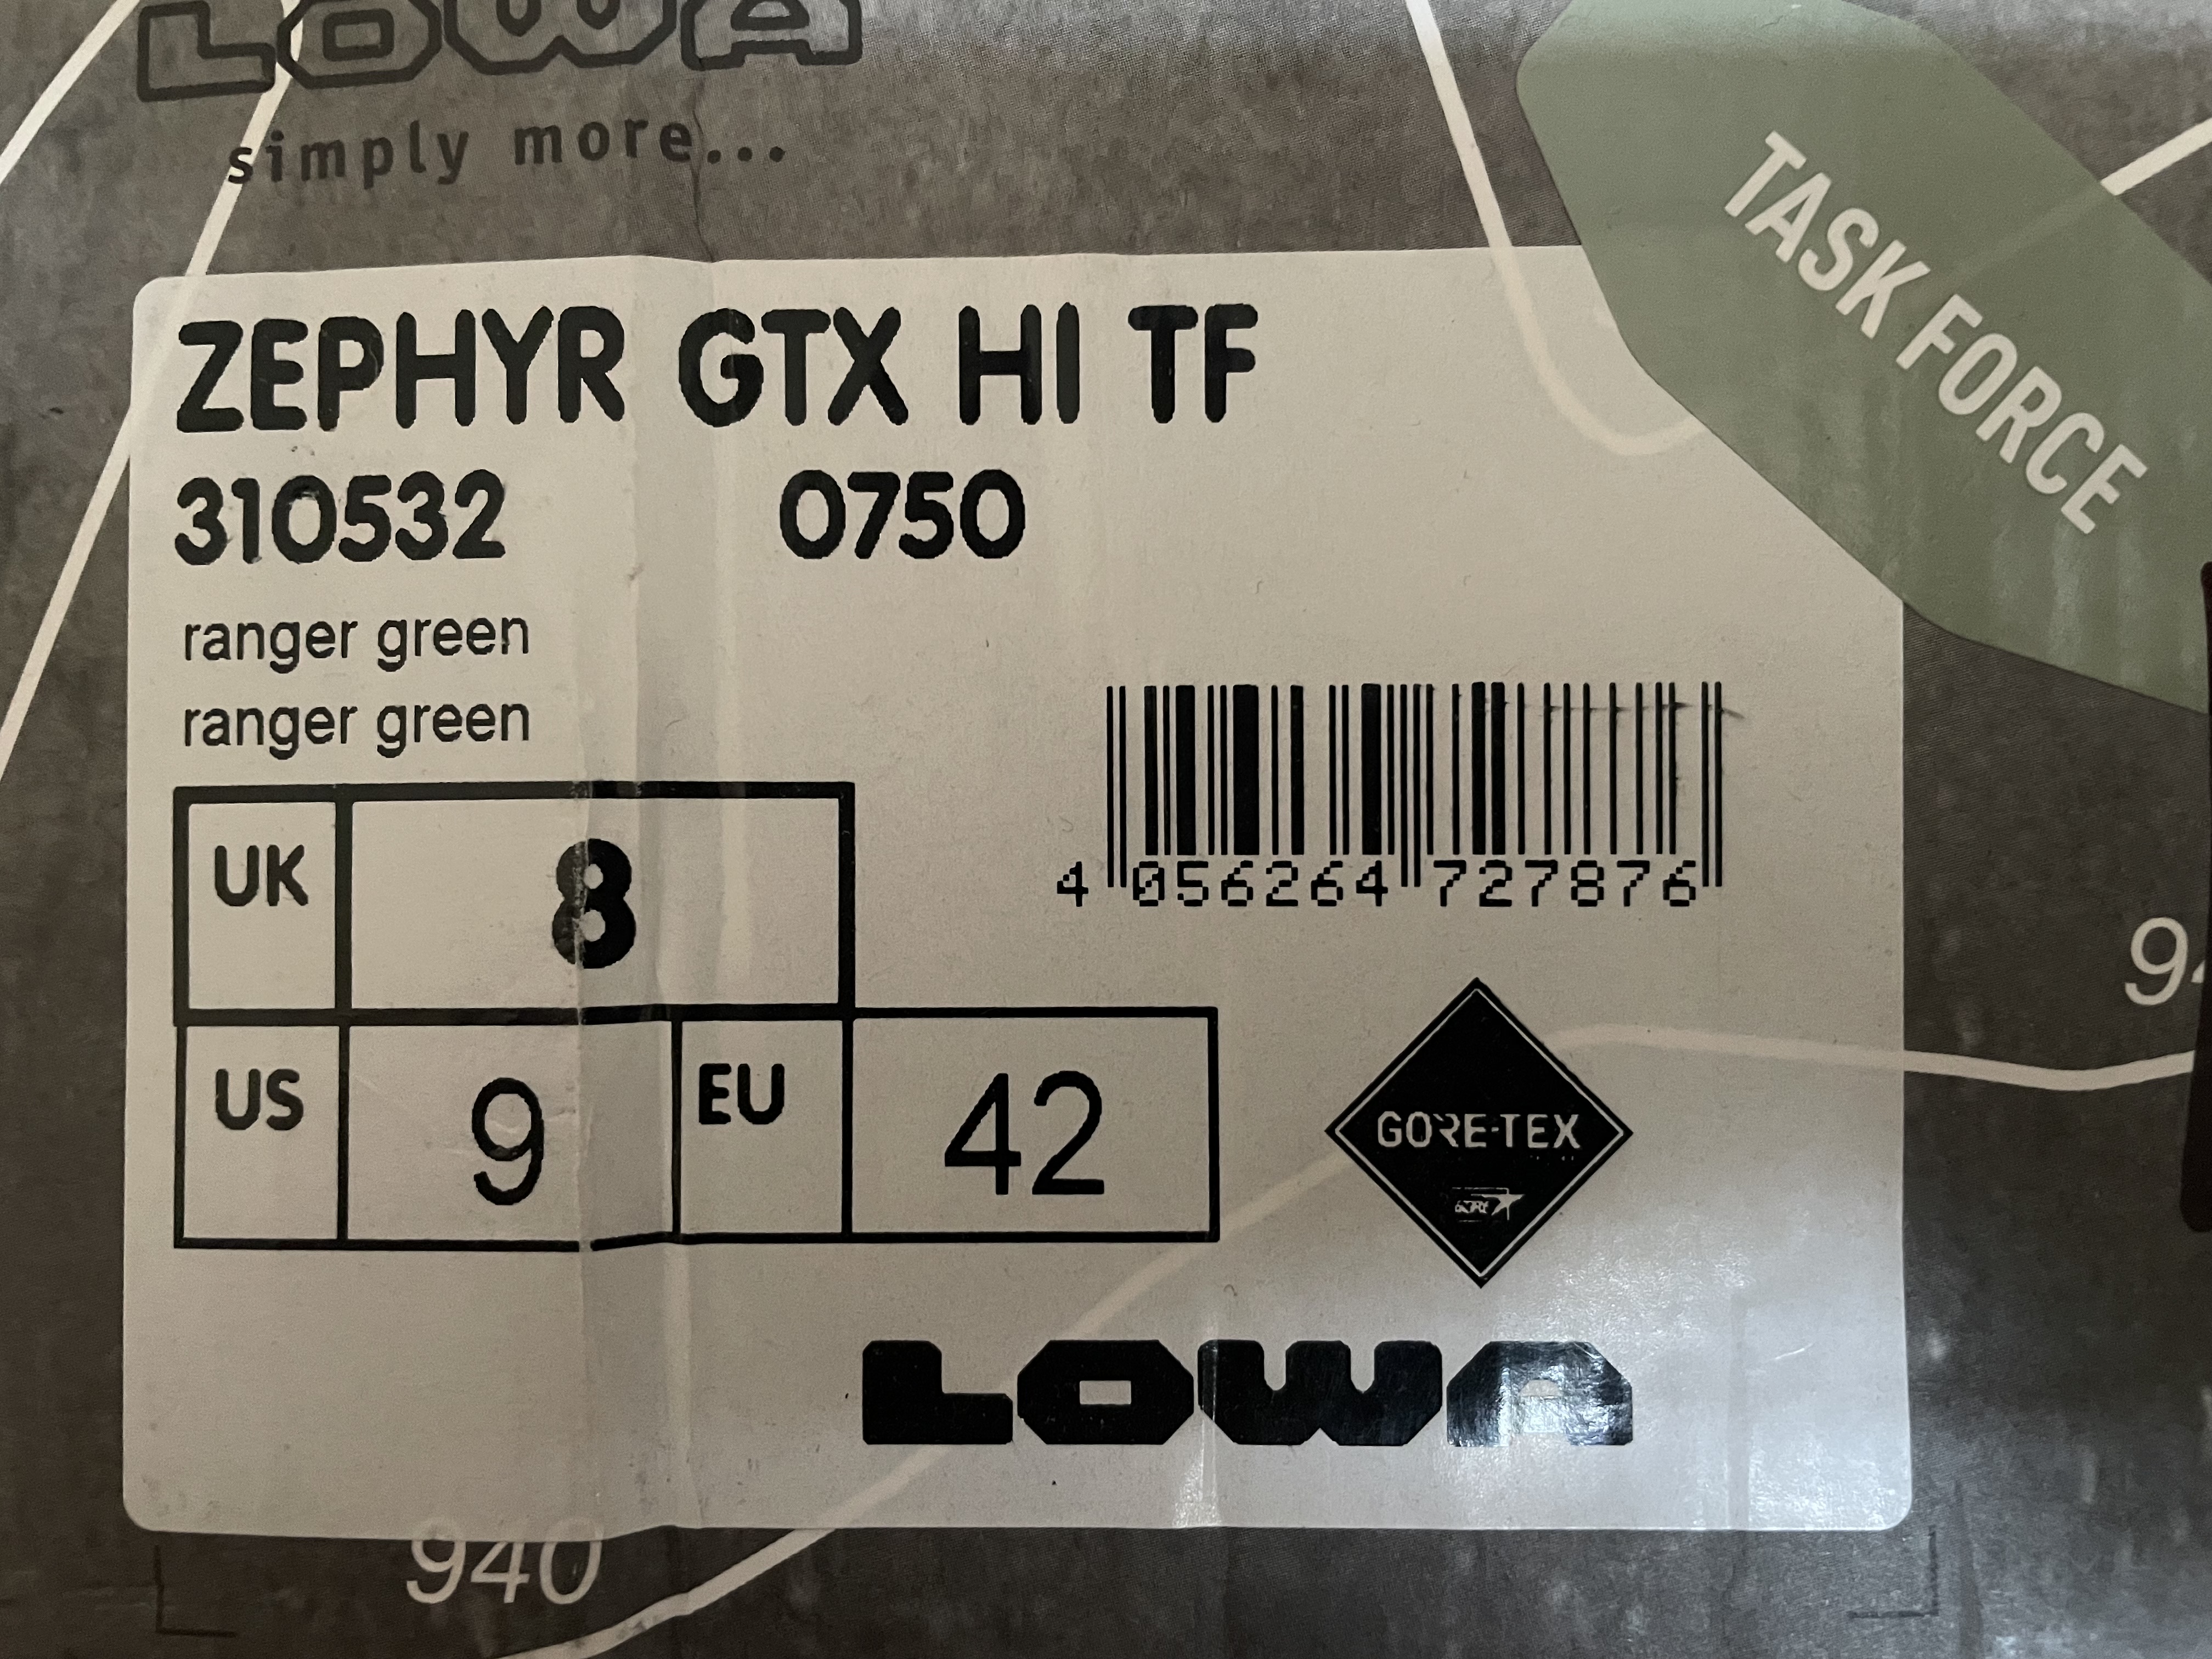 LOWA
simply more...
TASK FORCE
ZEPHYR GTX HI TF
310532 0750
ranger green
ranger green
4 056264 727876
UK 8
US 9 EU 42
GORE-TEX
GORE
LOWA
940